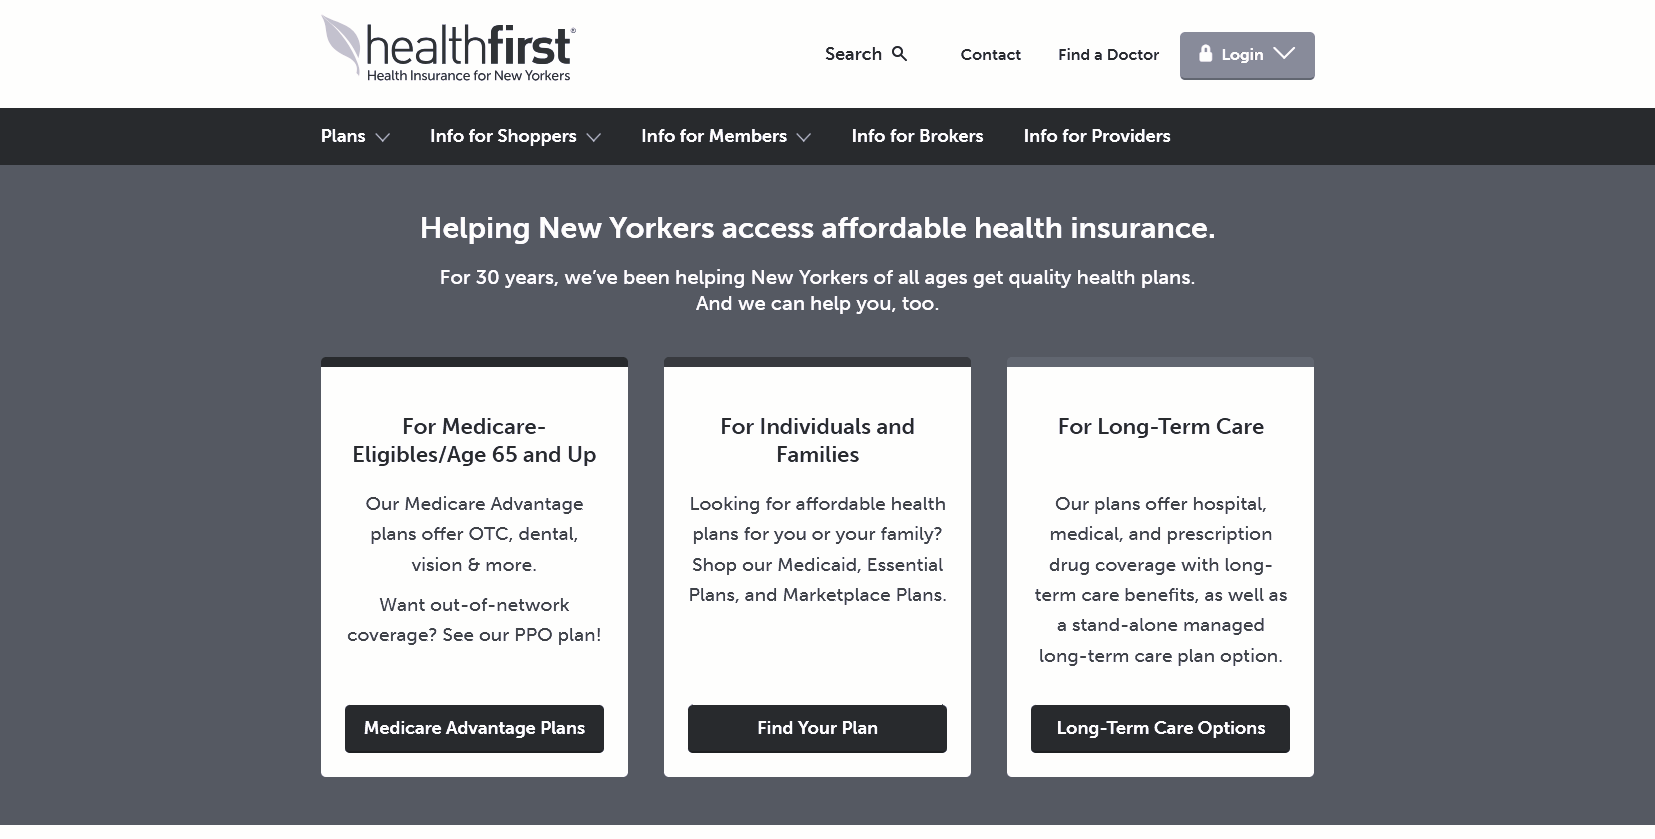 healthfirst®
Health Insurance for New Yorkers
Search
Contact
Find a Doctor
Login
Plans
Info for Shoppers
Info for Members
Info for Brokers
Info for Providers
Helping New Yorkers access affordable health insurance.
For 30 years, we’ve been helping New Yorkers of all ages get quality health plans.
And we can help you, too.
For Medicare-
Eligibles/Age 65 and Up
Our Medicare Advantage
plans offer OTC, dental,
vision & more.
Want out-of-network
coverage? See our PPO plan!
Medicare Advantage Plans
For Individuals and
Families
Looking for affordable health
plans for you or your family?
Shop our Medicaid, Essential
Plans, and Marketplace Plans.
Find Your Plan
For Long-Term Care
Our plans offer hospital,
medical, and prescription
drug coverage with long-
term care benefits, as well as
a stand-alone managed
long-term care plan option.
Long-Term Care Options